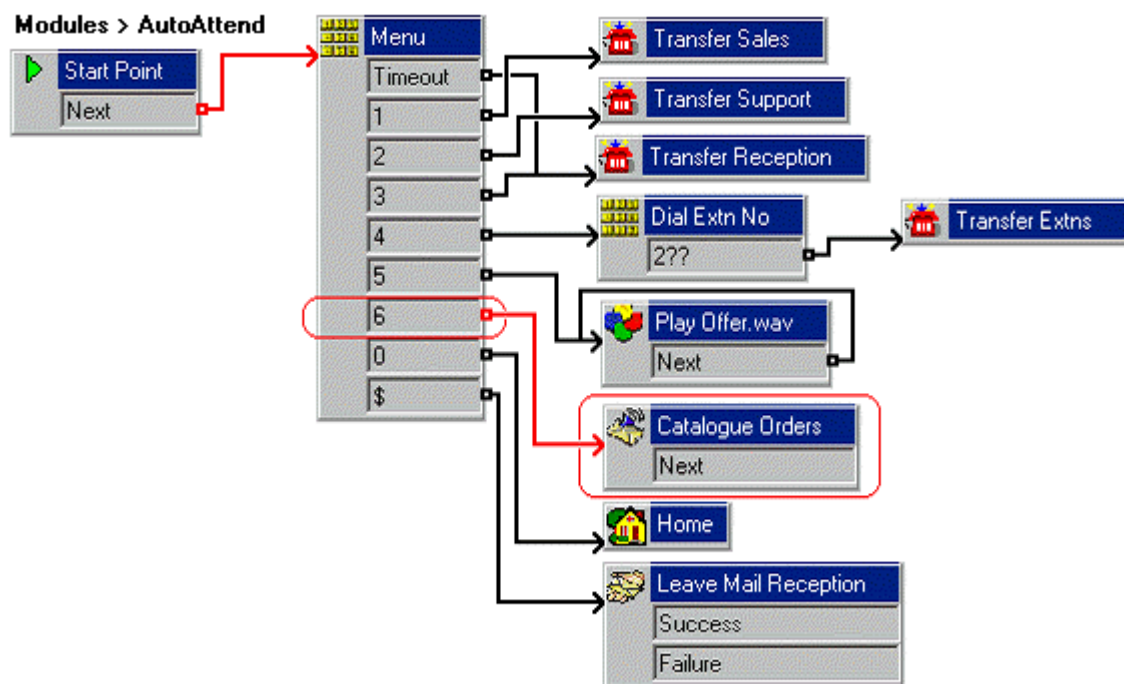 Modules > AutoAttend
Start Point
Next
Menu
Timeout
1
2
3
4
5
6
0
$
Transfer Sales
Transfer Support
Transfer Reception
Dial Extn No
2??
Transfer Extns
Play Offer.wav
Next
Catalogue Orders
Next
Home
Leave Mail Reception
Success
Failure